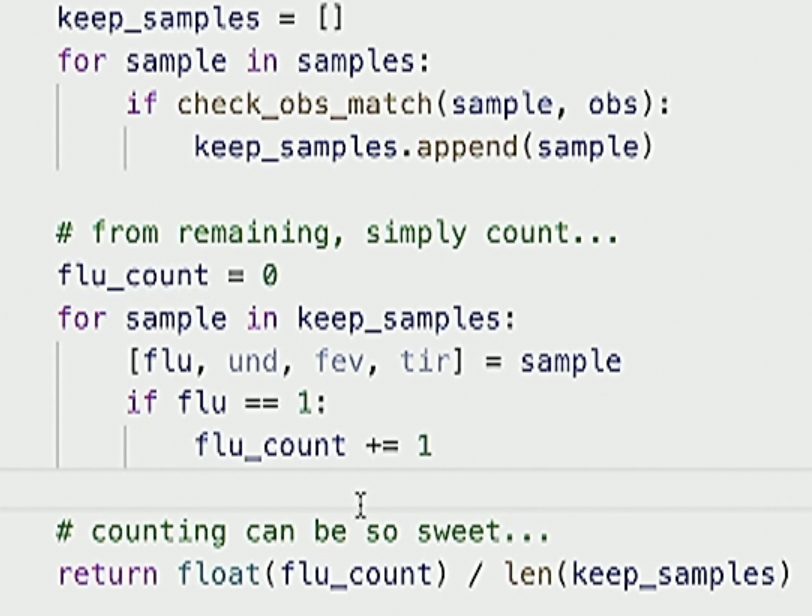 keep_samples = []
for sample in samples:
if check_obs_match(sample, obs):
keep_samples.append(sample)
# from remaining, simply count...
flu_count = 0
for sample in keep_samples:
[flu, und, fev, tir] = sample
if flu == 1:
flu_count += 1
# counting can be so sweet...
return float(flu_count) / len(keep_samples)